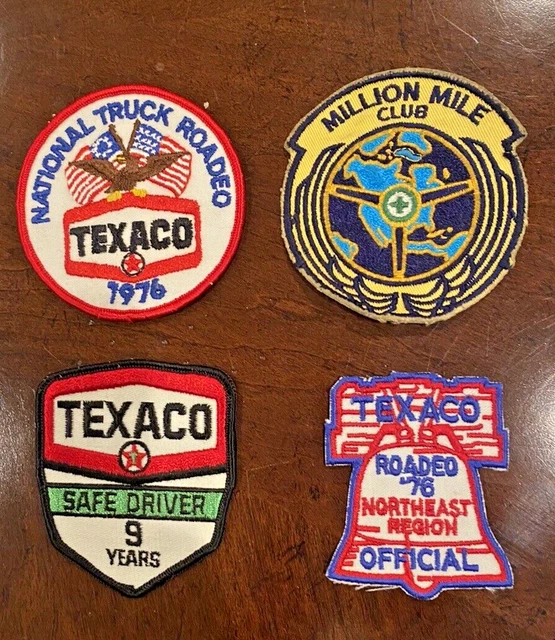 NATIONAL TRUCK ROADEO
TEXACO
1976
MILLION MILE
CLUB
TEXACO
SAFE DRIVER
9
YEARS
TEXACO
ROADEO
'76
NORTHEAST
REGION
OFFICIAL